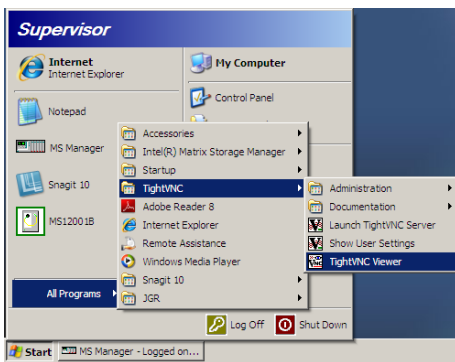 Supervisor
Internet
Internet Explorer
Notepad
MS Manager
Snagit 10
MS12001B
All Programs
My Computer
Control Panel
Accessories
Intel(R) Matrix Storage Manager
Startup
TightVNC
Adobe Reader 8
Internet Explorer
Remote Assistance
Windows Media Player
Snagit 10
JGR
Administration
Documentation
Launch TightVNC Server
Show User Settings
TightVNC Viewer
Log Off
Shut Down
Start
MS Manager - Logged on...